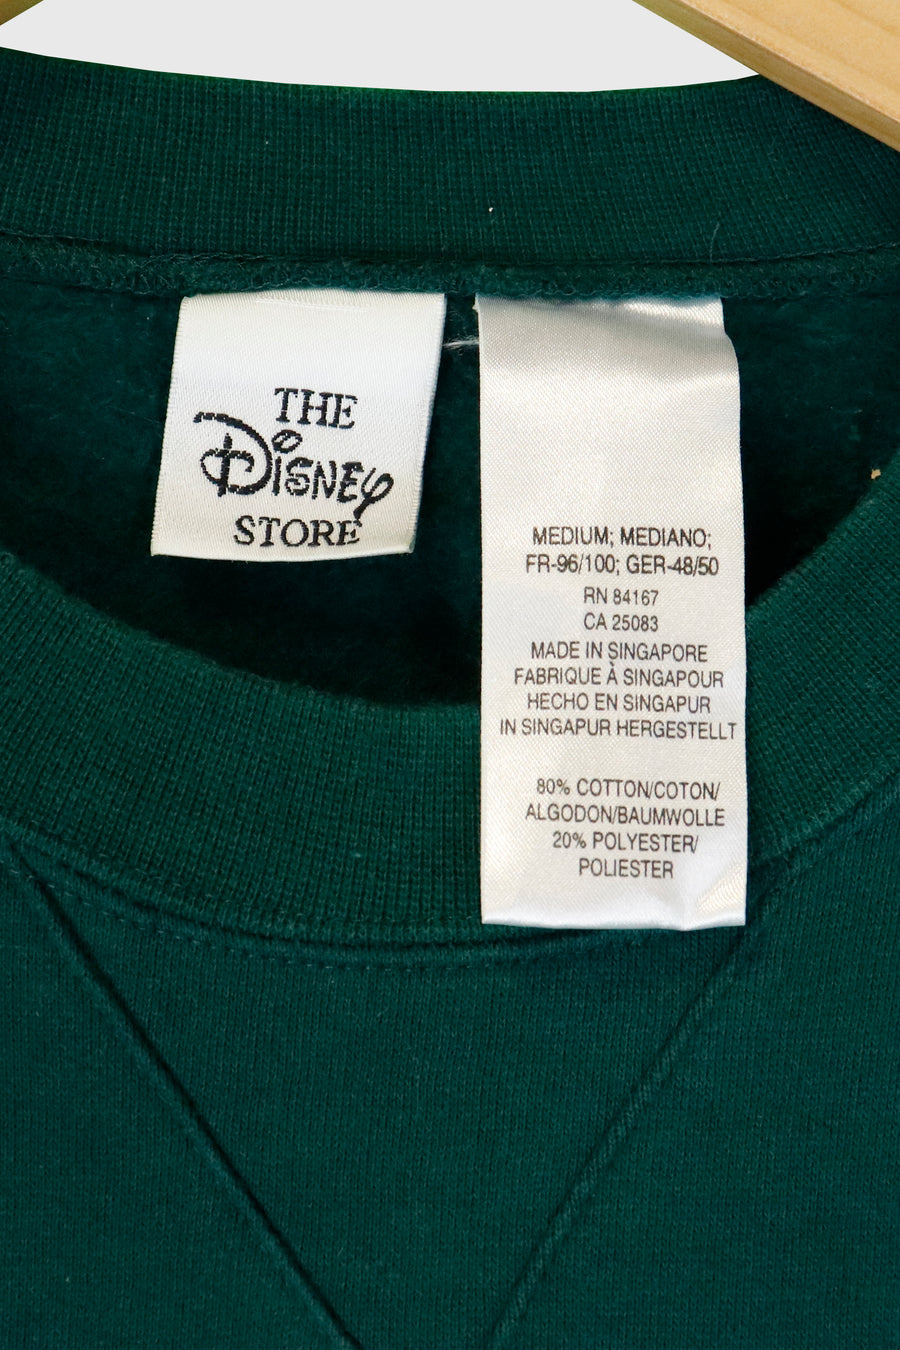 THE
Disney
STORE
MEDIUM; MEDIANO;
FR-96/100; GER-48/50
RN 84167
CA 25083
MADE IN SINGAPORE
FABRIQUE À SINGAPOUR
HECHO EN SINGAPUR
IN SINGAPUR HERGESTELLT
80% COTTON/COTON/
ALGODON/BAUMWOLLE
20% POLYESTER/
POLIESTER